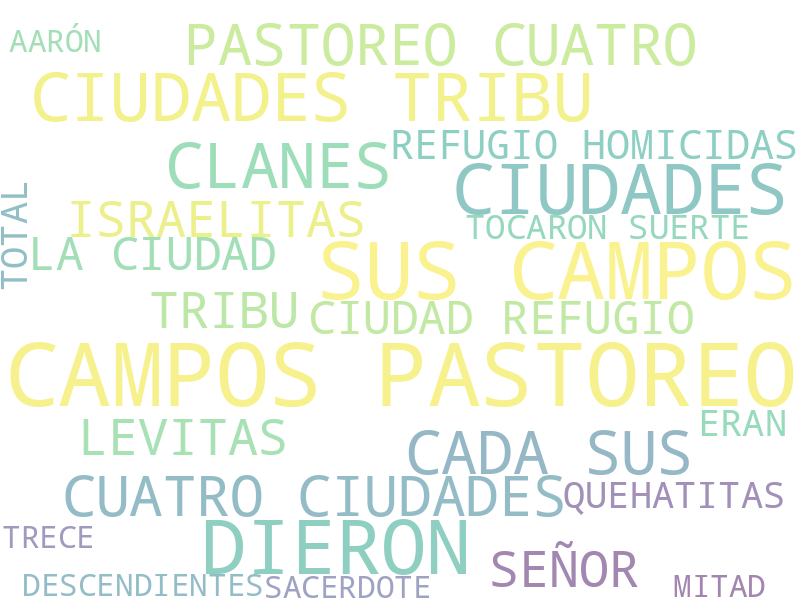 AARÓN
PASTOREO CUATRO
CIUDADES TRIBU
REFUGIO HOMICIDAS
CLANES
CIUDADES
TOTAL
ISRAELITAS
TOCARON SUERTE
LA CIUDAD
SUS CAMPOS
TRIBU
CIUDAD REFUGIO
CAMPOS PASTOREO
ERAN
LEVITAS
CADA SUS
CUATRO CIUDADES
QUEHATITAS
TRECE
DIERON
SEÑOR
DESCENDIENTES
SACERDOTE
MITAD